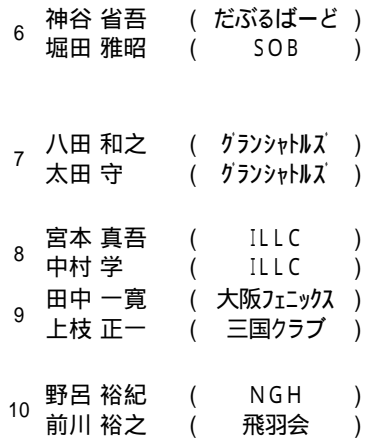 6
神谷 省吾 ( だぶるばーど )
堀田 雅昭 ( SOB )
7
八田 和之 ( グランシャトルズ )
太田 守 ( グランシャトルズ )
8
宮本 真吾 ( ILLC )
中村 学 ( ILLC )
9
田中 一寛 ( 大阪フェニックス )
上枝 正一 ( 三国クラブ )
10
野呂 裕紀 ( NGH )
前川 裕之 ( 飛羽会 )